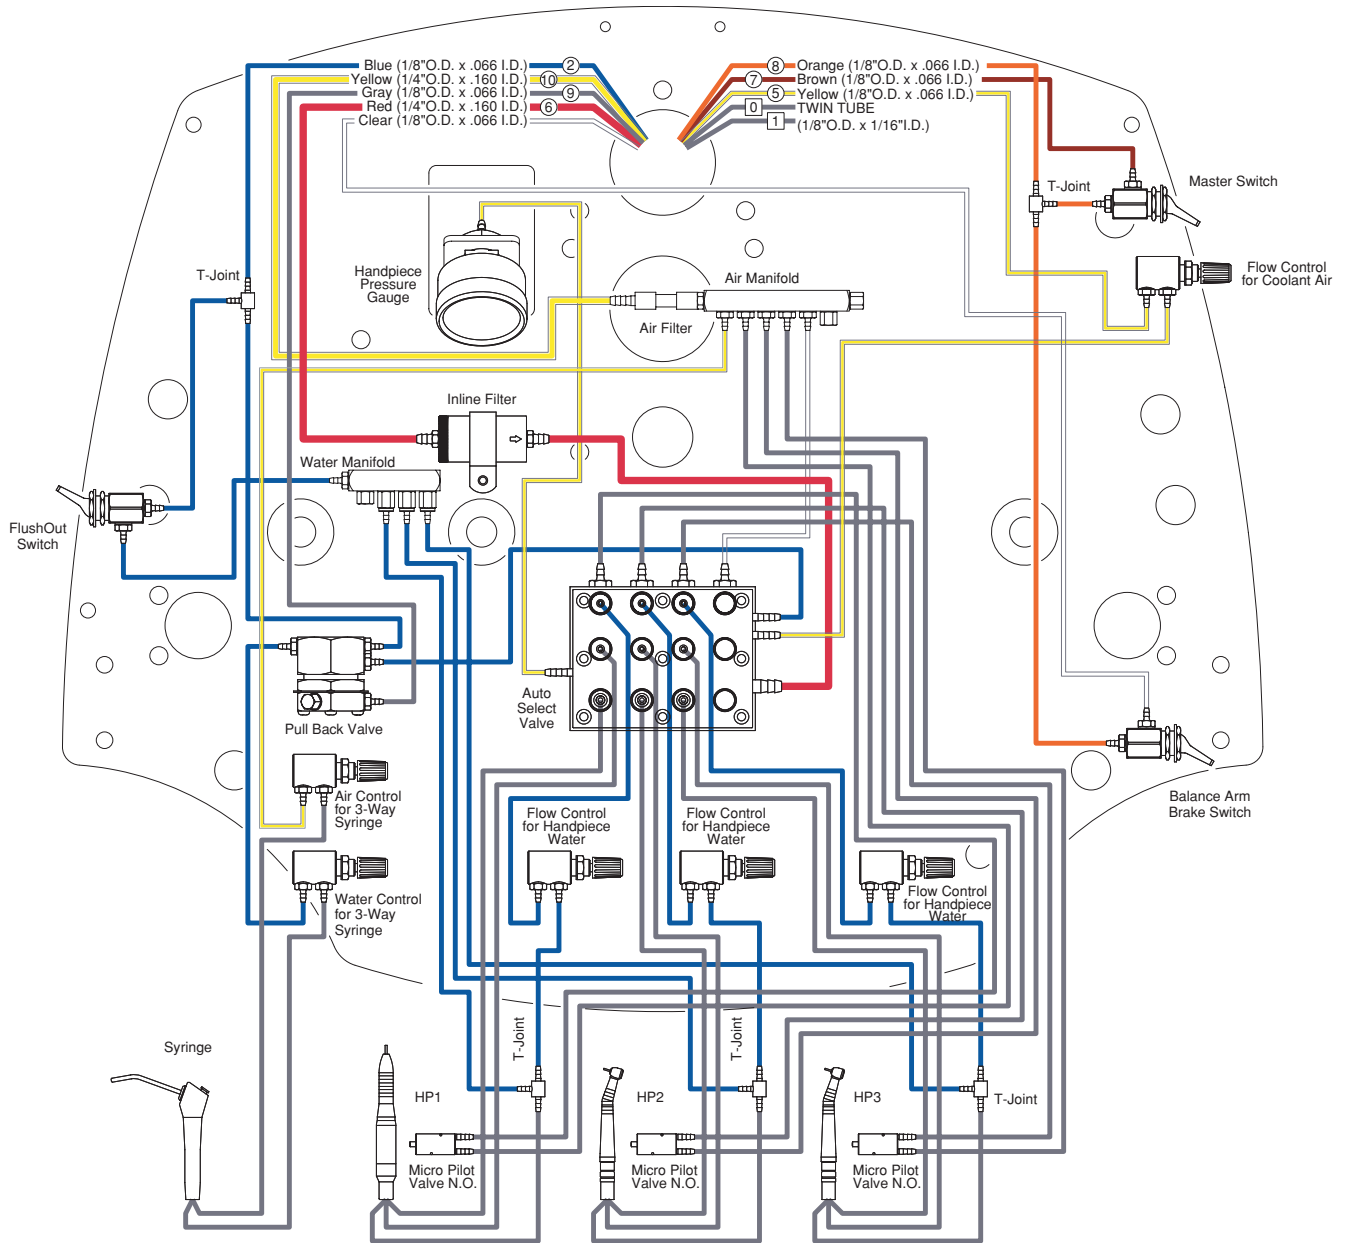 Blue (1/8"O.D. x .066 I.D.) 2
Yellow (1/4"O.D. x .160 I.D.) 10
Gray (1/8"O.D. x .066 I.D.) 9
Red (1/4"O.D. x .160 I.D.) 6
Clear (1/8"O.D. x .066 I.D.)
8 Orange (1/8"O.D. x .066 I.D.)
7 Brown (1/8"O.D. x .066 I.D.)
5 Yellow (1/8"O.D. x .066 I.D.)
0 TWIN TUBE
1 (1/8"O.D. x 1/16"I.D.)
T-Joint
Master Switch
T-Joint
Handpiece
Pressure
Gauge
Air Manifold
Air Filter
Flow Control
for Coolant Air
Inline Filter
Water Manifold
FlushOut
Switch
Auto
Select
Valve
Pull Back Valve
Air Control
for 3-Way
Syringe
Flow Control
for Handpiece
Water
Flow Control
for Handpiece
Water
Balance Arm
Brake Switch
Water Control
for 3-Way
Syringe
Flow Control
for Handpiece
Water
T-Joint
T-Joint
Syringe
HP1
HP2
HP3
T-Joint
Micro Pilot
Valve N.O.
Micro Pilot
Valve N.O.
Micro Pilot
Valve N.O.